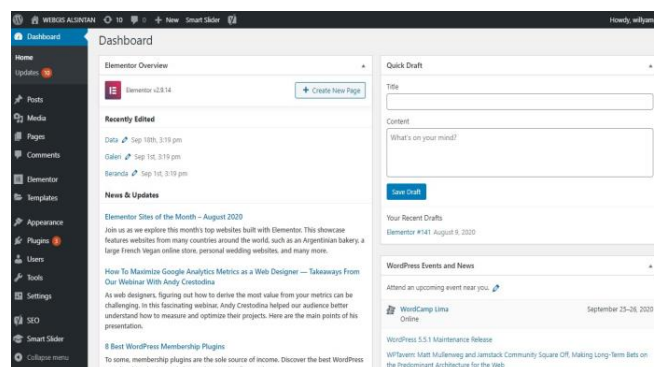 WEBGIS ALSINTAN 10 0 New Smart Slider
Howdy, willyam
Dashboard
Home
Updates 10
Posts
Media
Pages
Comments
Elementor
Templates
Appearance
Plugins 3
Users
Tools
Settings
SEO
Smart Slider
Collapse menu
Dashboard
Elementor Overview
Elementor v2.9.14
+ Create New Page
Recently Edited
Data Sep 10th, 3:19 pm
Galeri Sep 1st, 3:19 pm
Beranda Sep 1st, 3:19 pm
News & Updates
Elementor Sites of the Month – August 2020
Join us as we explore this month's top websites built with Elementor. This showcase
features websites from many countries around the world, such as an Argentinian bakery, a
large French Vegan online store, personal wedding websites, and many more.
How To Maximize Google Analytics Metrics as a Web Designer — Takeaways From
Our Webinar With Andy Crestodina
As web designers, figuring out how to derive the most value from your metrics can be
challenging. In this fascinating webinar, Andy Crestodina helped our audience better
understand how to measure and optimize their projects. Here are the main points of his
presentation.
8 Best WordPress Membership Plugins
To some, membership plugins are the sole source of income. Discover the best WordPress
Quick Draft
Title
Content
What's on your mind?
Save Draft
Your Recent Drafts
Elementor #141 August 9, 2020
WordPress Events and News
Attend an upcoming event near you.
WordCamp Lima September 25–28, 2020
Online
WordPress 5.5.1 Maintenance Release
WPTavern: Matt Mullenweg and Jamstack Community Square Off, Making Long-Term Bets on
the Predominant Architecture for the Web